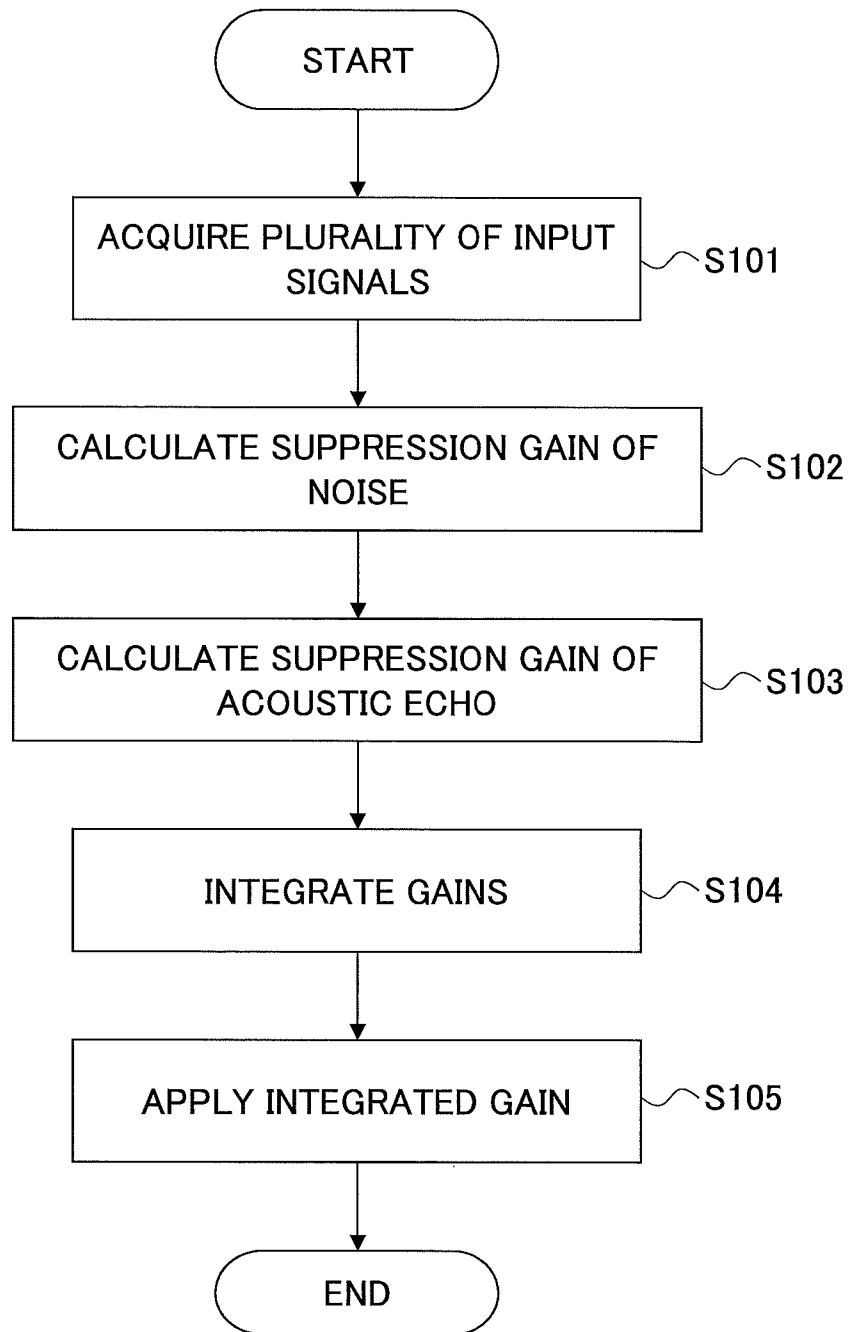 START
ACQUIRE PLURALITY OF INPUT
SIGNALS
S101
CALCULATE SUPPRESSION GAIN OF
NOISE
S102
CALCULATE SUPPRESSION GAIN OF
ACOUSTIC ECHO
S103
INTEGRATE GAINS
S104
APPLY INTEGRATED GAIN
S105
END